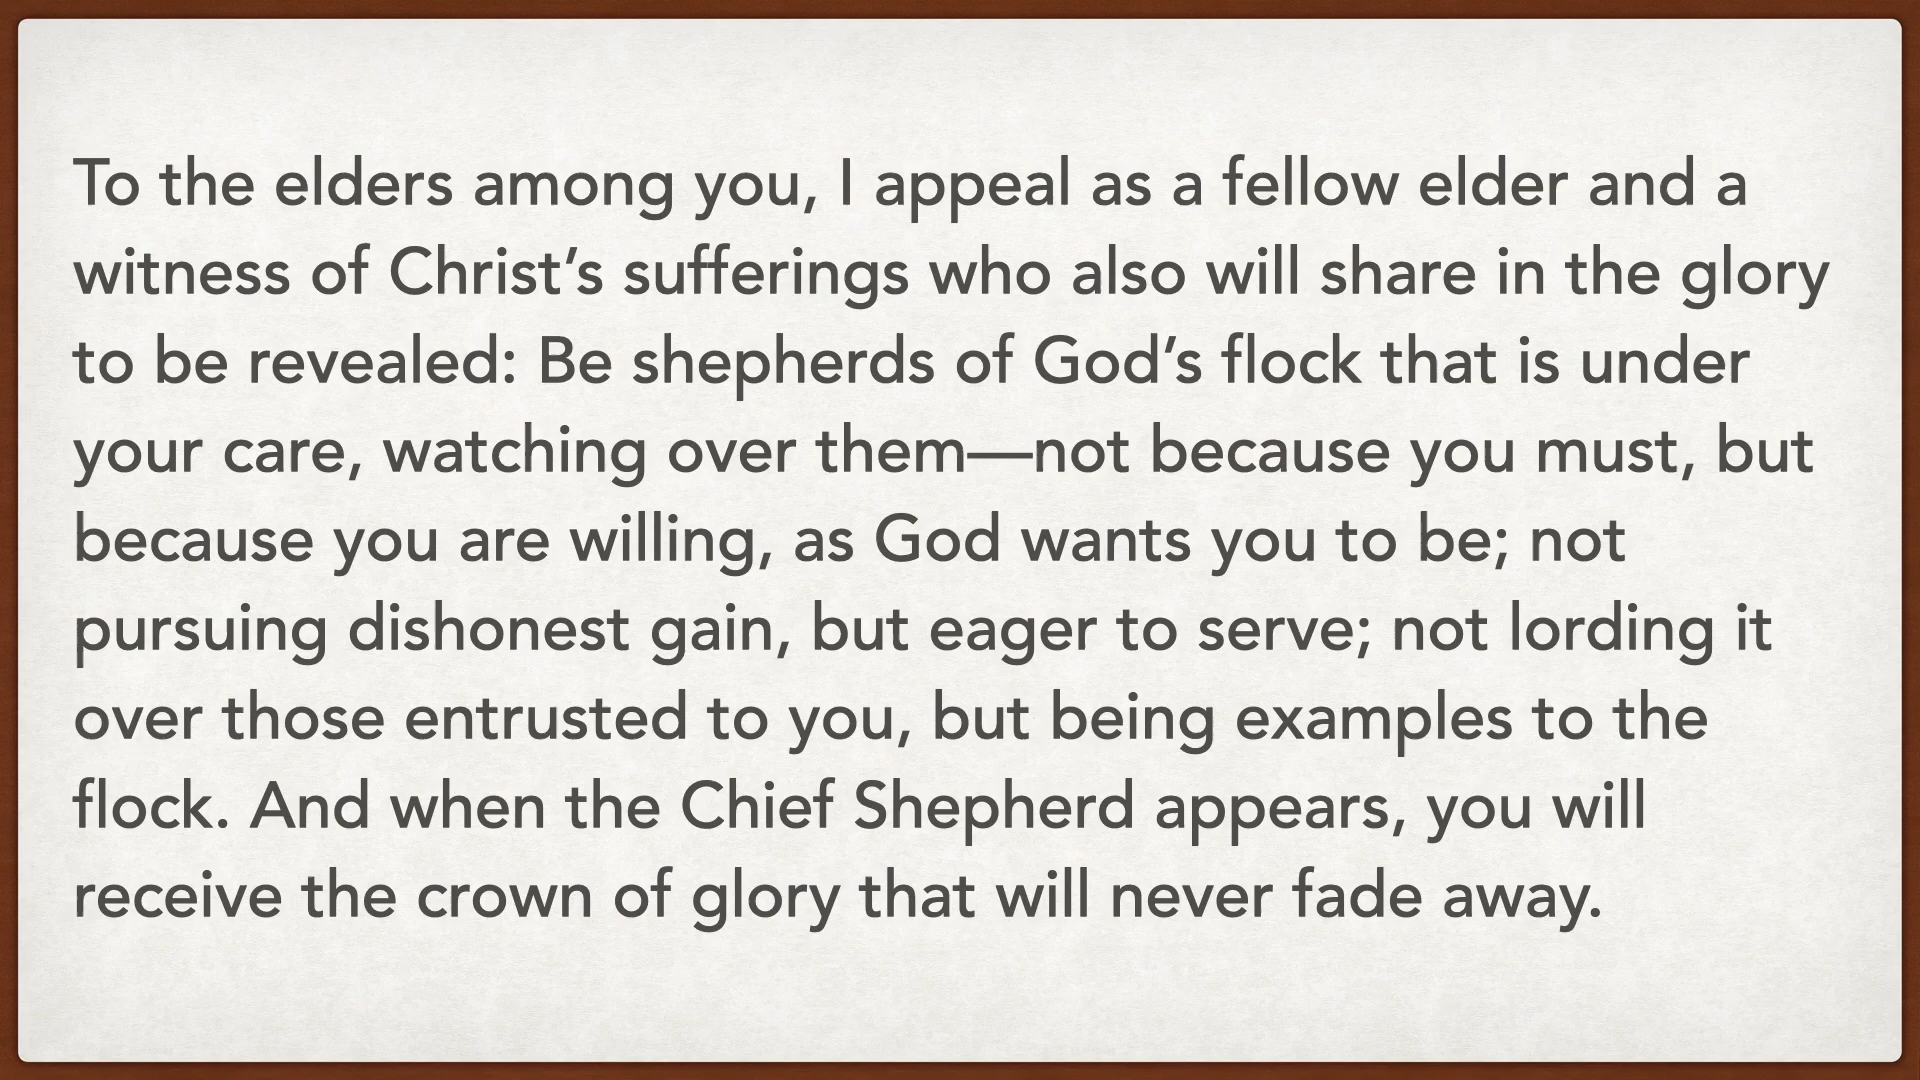 To the elders among you, I appeal as a fellow elder and a
witness of Christ’s sufferings who also will share in the glory
to be revealed: Be shepherds of God’s flock that is under
your care, watching over them—not because you must, but
because you are willing, as God wants you to be; not
pursuing dishonest gain, but eager to serve; not lording it
over those entrusted to you, but being examples to the
flock. And when the Chief Shepherd appears, you will
receive the crown of glory that will never fade away.